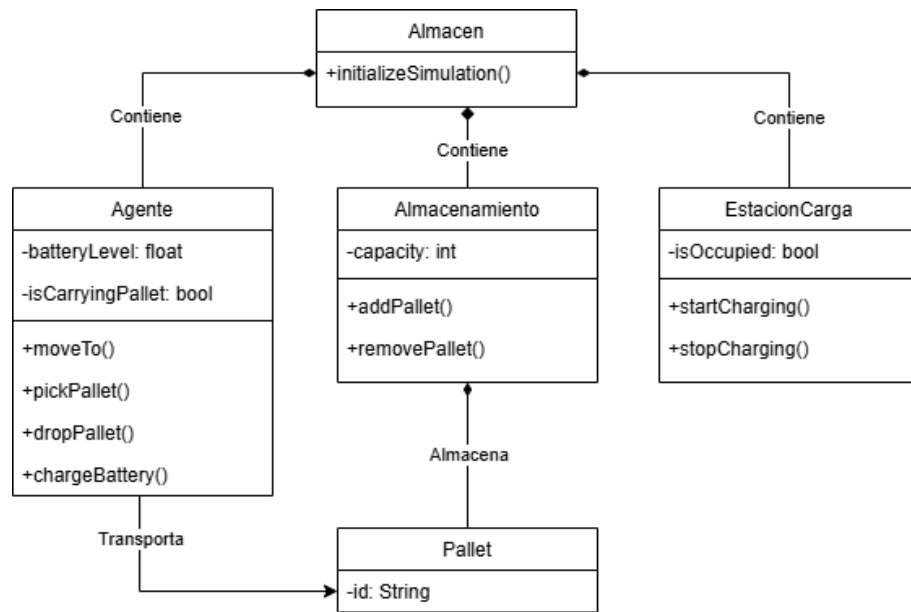 Almacen
+initializeSimulation()
Contiene
Contiene
Contiene
Agente
-batteryLevel: float
-isCarryingPallet: bool
+moveTo()
+pickPallet()
+dropPallet()
+chargeBattery()
Almacenamiento
-capacity: int
+addPallet()
+removePallet()
EstacionCarga
-isOccupied: bool
+startCharging()
+stopCharging()
Almacena
Transporta
Pallet
-id: String